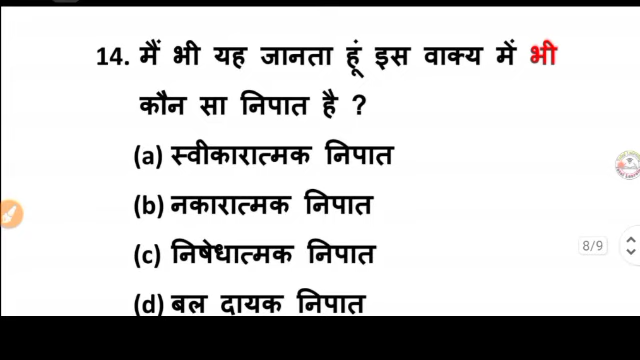 14. मैं भी यह जानता हूं इस वाक्य में भी
कौन सा निपात है ?
(a) स्वीकारात्मक निपात
(b) नकारात्मक निपात
(c) निषेधात्मक निपात
(d) बल दायक निपात
8/9